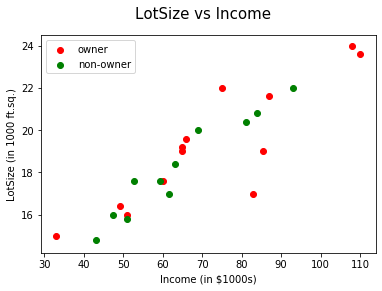 LotSize vs Income
owner
non-owner
LotSize (in 1000 ft.sq.)
24
22
20
18
16
30 40 50 60 70 80 90 100 110
Income (in $1000s)